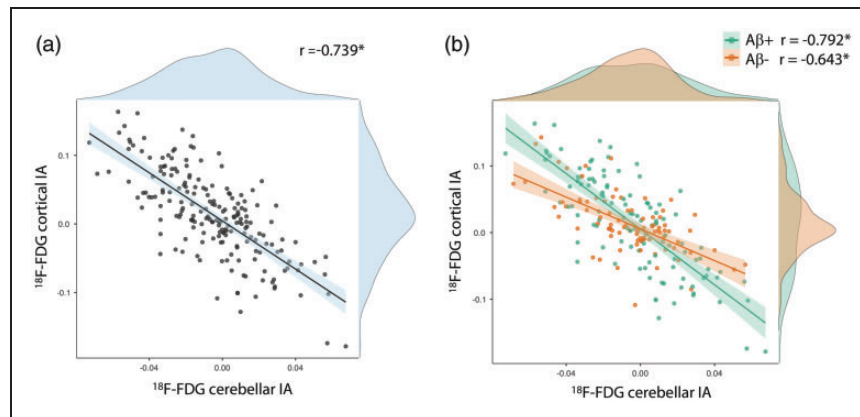 (a)
r=-0.739*
0.1
0.0
-0.1
¹⁸F-FDG cortical IA
-0.04
0.00
0.04
¹⁸F-FDG cerebellar IA
(b)
Aβ+ r = -0.792*
Aβ- r = -0.643*
0.1
0.0
-0.1
¹⁸F-FDG cortical IA
-0.04
0.00
0.04
¹⁸F-FDG cerebellar IA